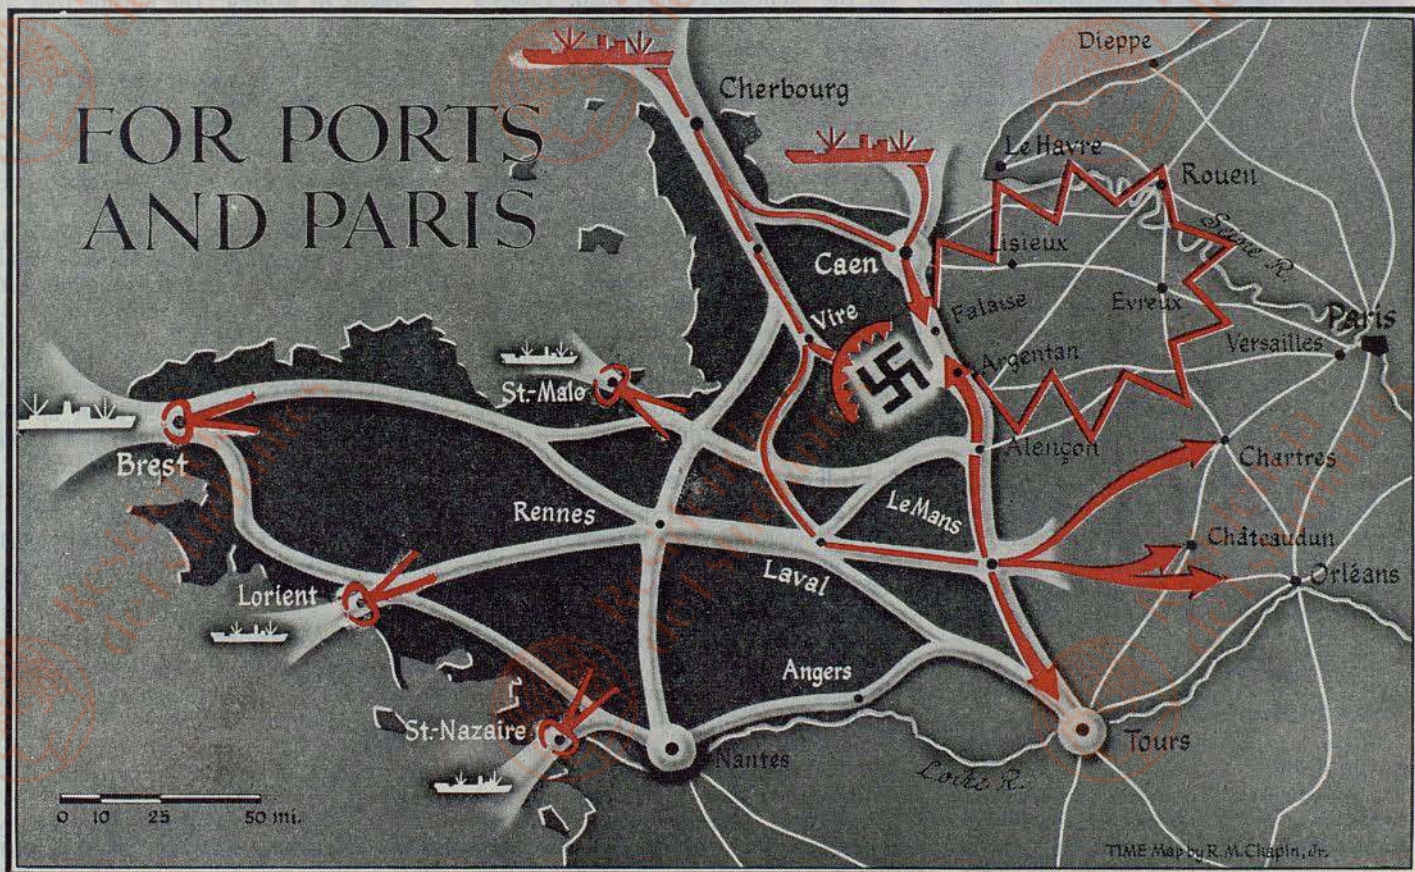 FOR PORTS
AND PARIS
Dieppe
Cherbourg
Le Havre
Rouen
Seine R.
Lisieux
Caen
Evreux
Falaise
Paris
Vire
Versailles
Argentan
St.-Malo
Brest
Alençon
Chartres
Rennes
Le Mans
Châteaudun
Laval
Orléans
Lorient
Angers
St.-Nazaire
Nantes
Tours
Loire R.
0 10 25 50 mi.
TIME Map by R. M. Chapin, Jr.